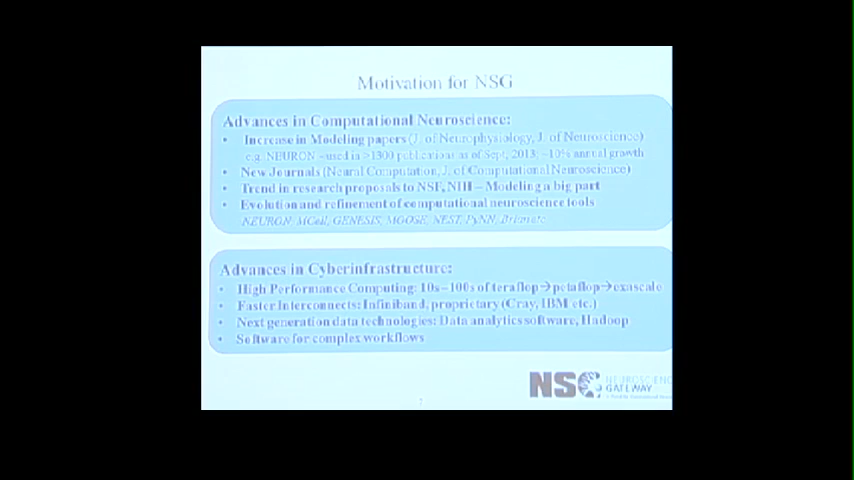 Motivation for NSG
Advances in Computational Neuroscience:
• Increase in Modeling papers (J. of Neurophysiology, J. of Neuroscience)
e.g. NEURON – used in >1300 publications as of Sept, 2013, ~10% annual growth
• New Journals (Neural Computation, J. of Computational Neuroscience)
• Trend in research proposals to NSF, NIH – Modeling a big part
• Evolution and refinement of computational neuroscience tools
NEURON, MCell, GENESIS, MOOSE, NEST, PyNN, Brian etc.
Advances in Cyberinfrastructure:
• High Performance Computing: 10s–100s of teraflop→petaflop→exascale
• Faster Interconnects: Infiniband, proprietary (Cray, IBM etc.)
• Next generation data technologies: Data analytics software, Hadoop
• Software for complex workflows
NSG NEUROSCIENC
GATEWAY